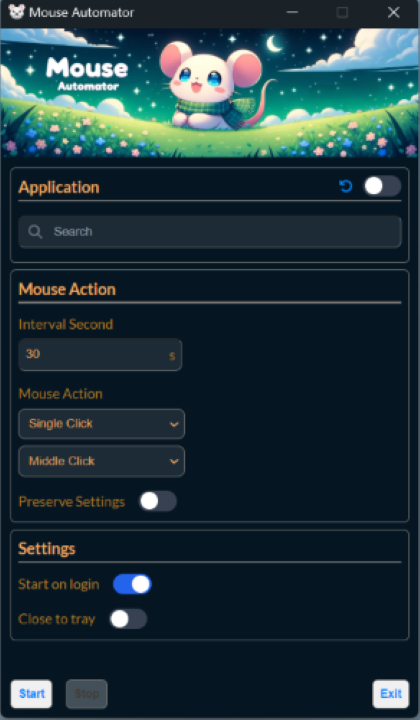 Mouse Automator
Mouse
Automator
Application
Search
Mouse Action
Interval Second
30 s
Mouse Action
Single Click
Middle Click
Preserve Settings
Settings
Start on login
Close to tray
Start Stop Exit